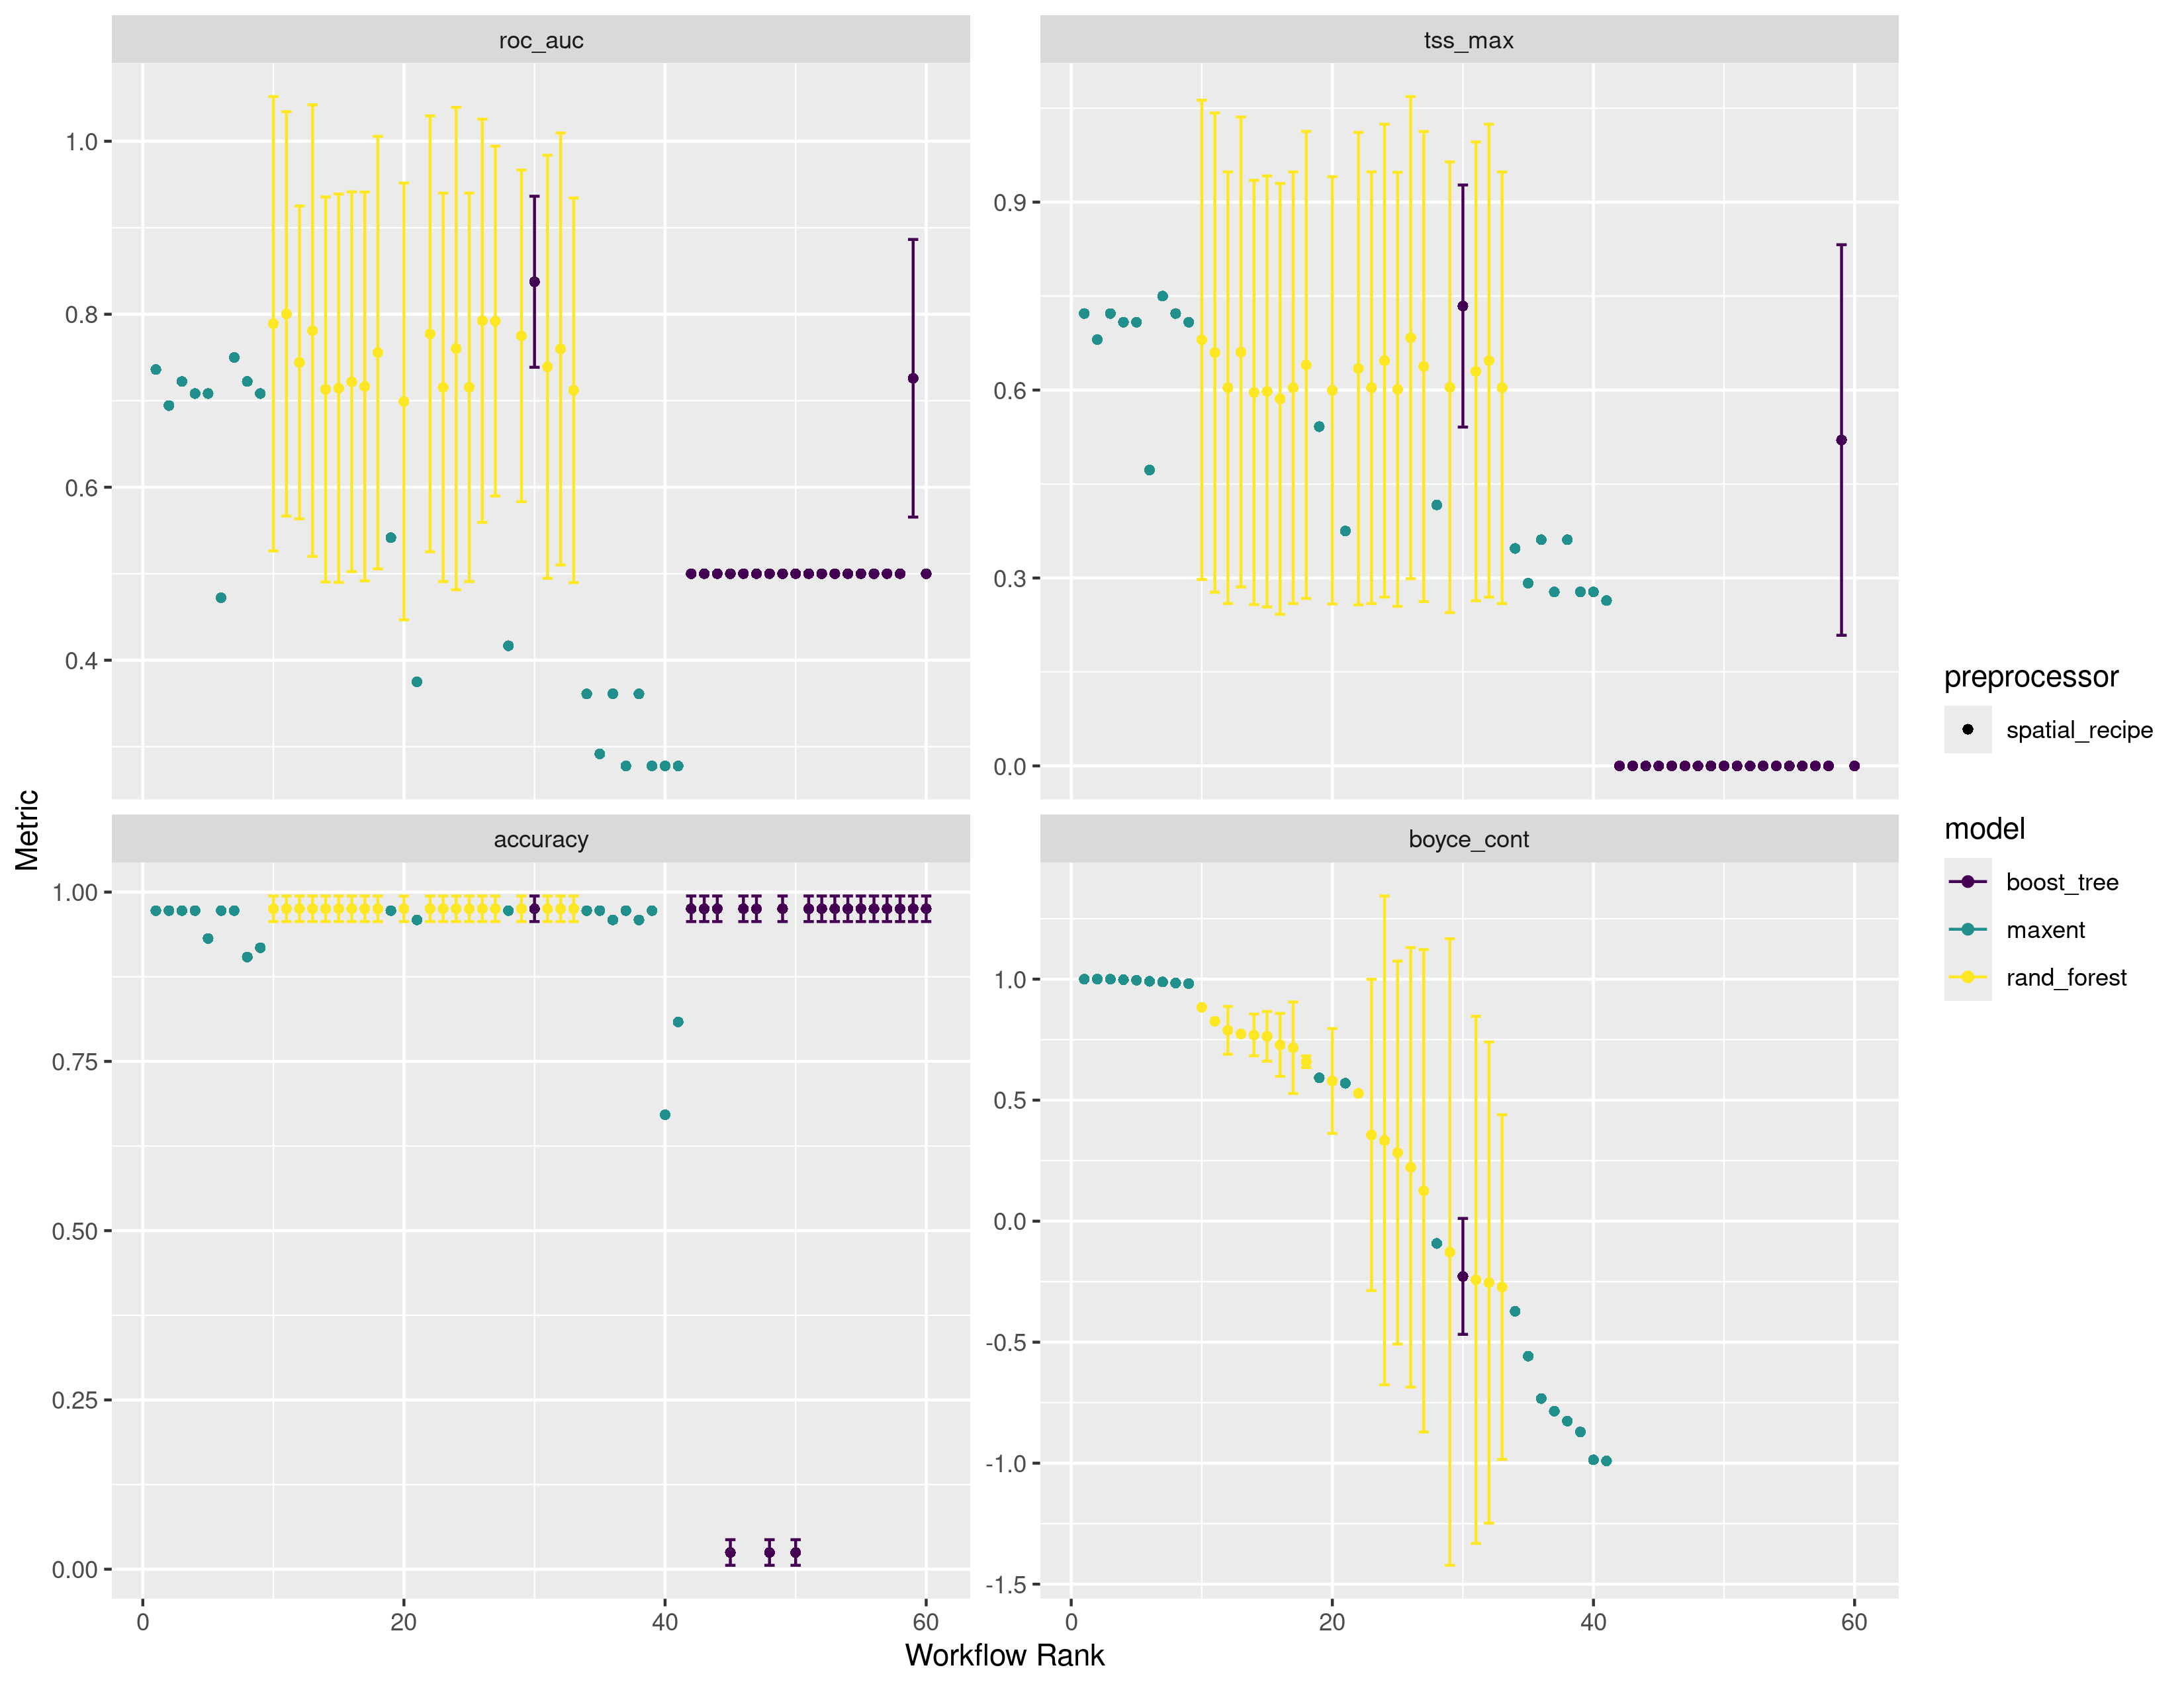 roc_auc
tss_max
1.0
0.8
0.6
0.4
0.9
0.6
0.3
0.0
accuracy
boyce_cont
1.00
0.75
0.50
0.25
0.00
1.0
0.5
0.0
-0.5
-1.0
-1.5
0 20 40 60
0 20 40 60
Workflow Rank
Metric
preprocessor
spatial_recipe
model
boost_tree
maxent
rand_forest